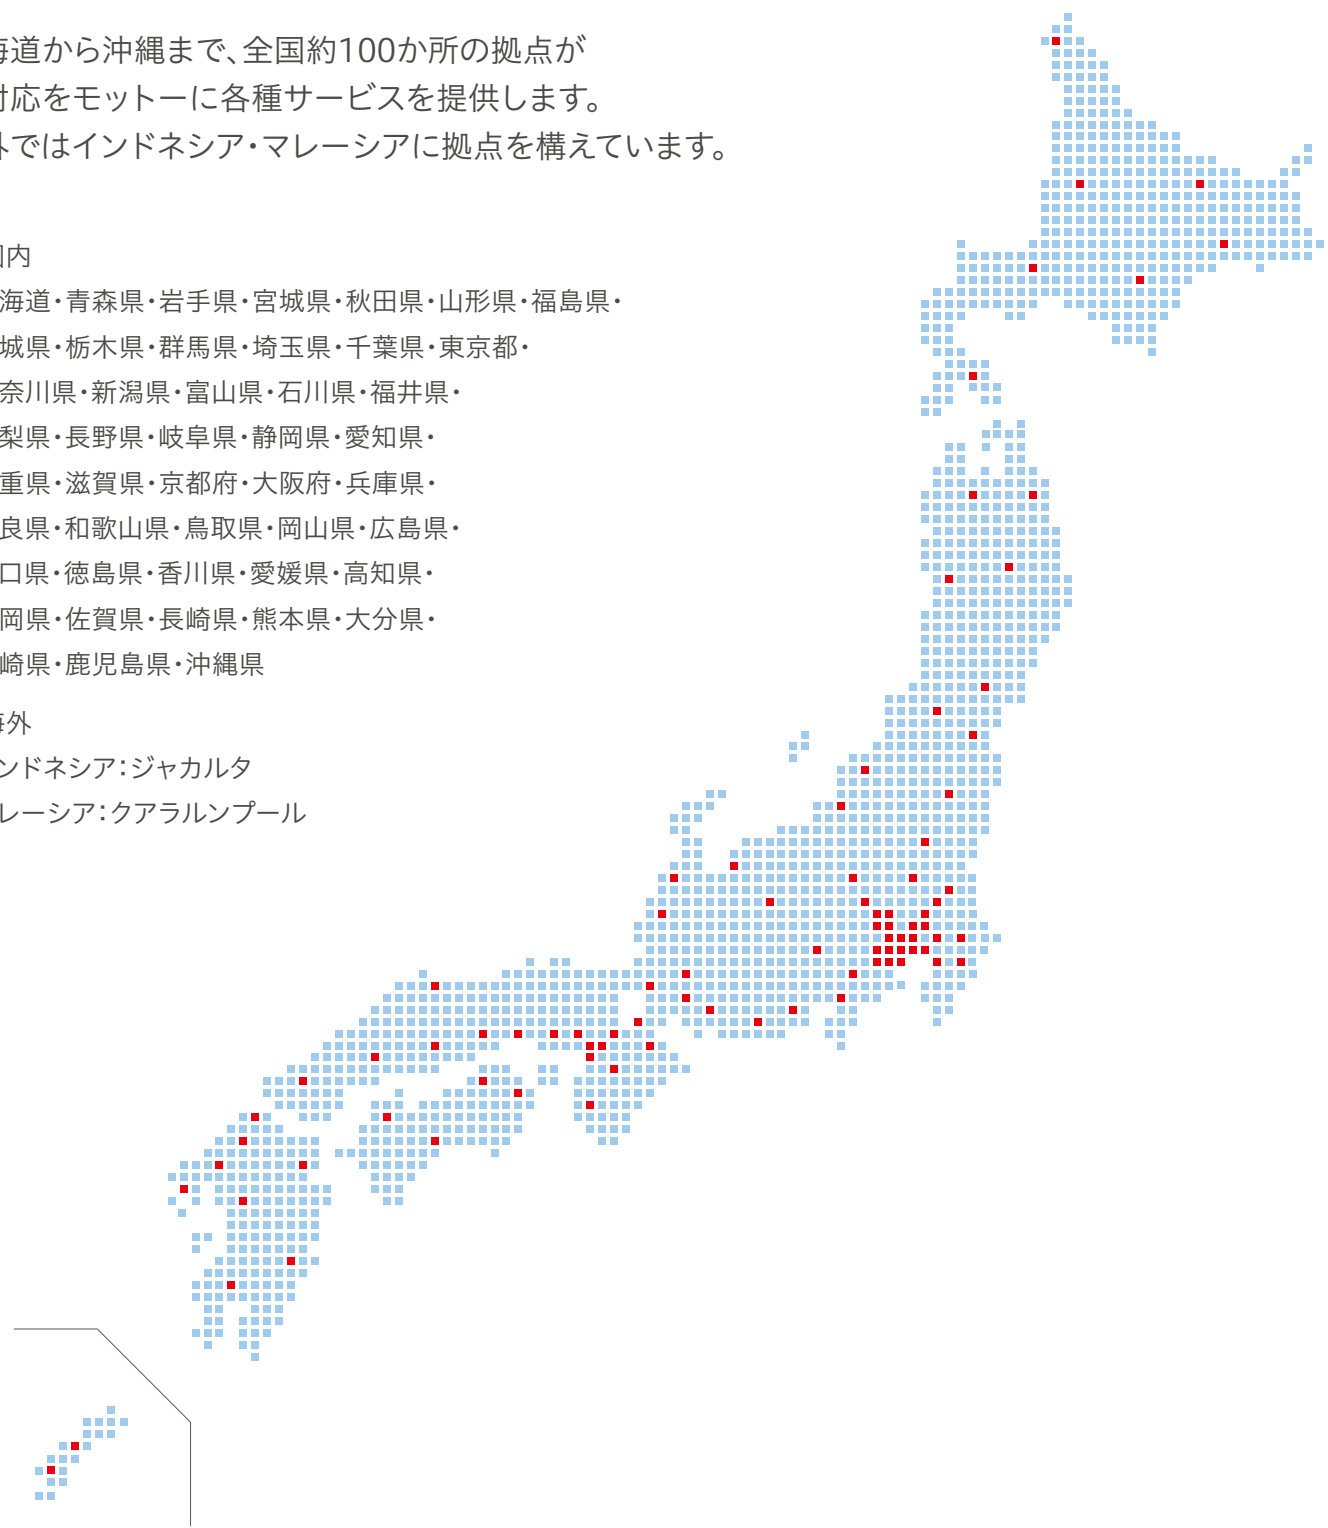 海道から沖縄まで、全国約100か所の拠点が
対応をモットーに各種サービスを提供します。
外ではインドネシア・マレーシアに拠点を構えています。
国内
海道・青森県・岩手県・宮城県・秋田県・山形県・福島県・
城県・栃木県・群馬県・埼玉県・千葉県・東京都・
奈川県・新潟県・富山県・石川県・福井県・
梨県・長野県・岐阜県・静岡県・愛知県・
重県・滋賀県・京都府・大阪府・兵庫県・
良県・和歌山県・鳥取県・岡山県・広島県・
口県・徳島県・香川県・愛媛県・高知県・
岡県・佐賀県・長崎県・熊本県・大分県・
崎県・鹿児島県・沖縄県
海外
ンドネシア：ジャカルタ
レーシア：クアラルンプール